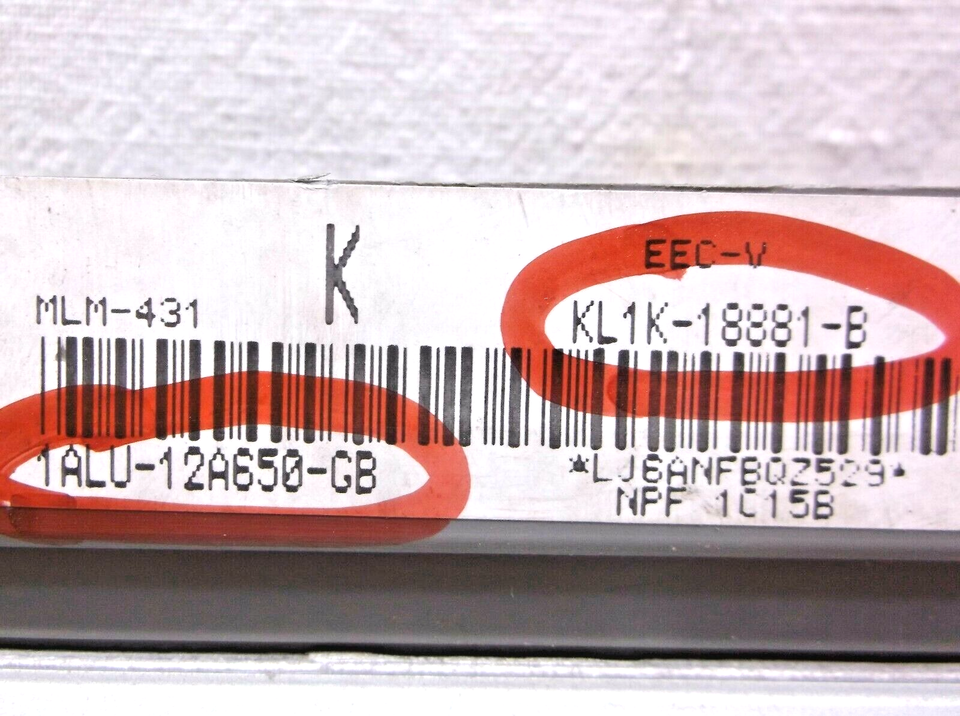 K
EEC-V
MLM-431
KL1K-18881-B
1ALU-12A650-GB
*LJ6ANFBQZ529*
NPF 1C15B